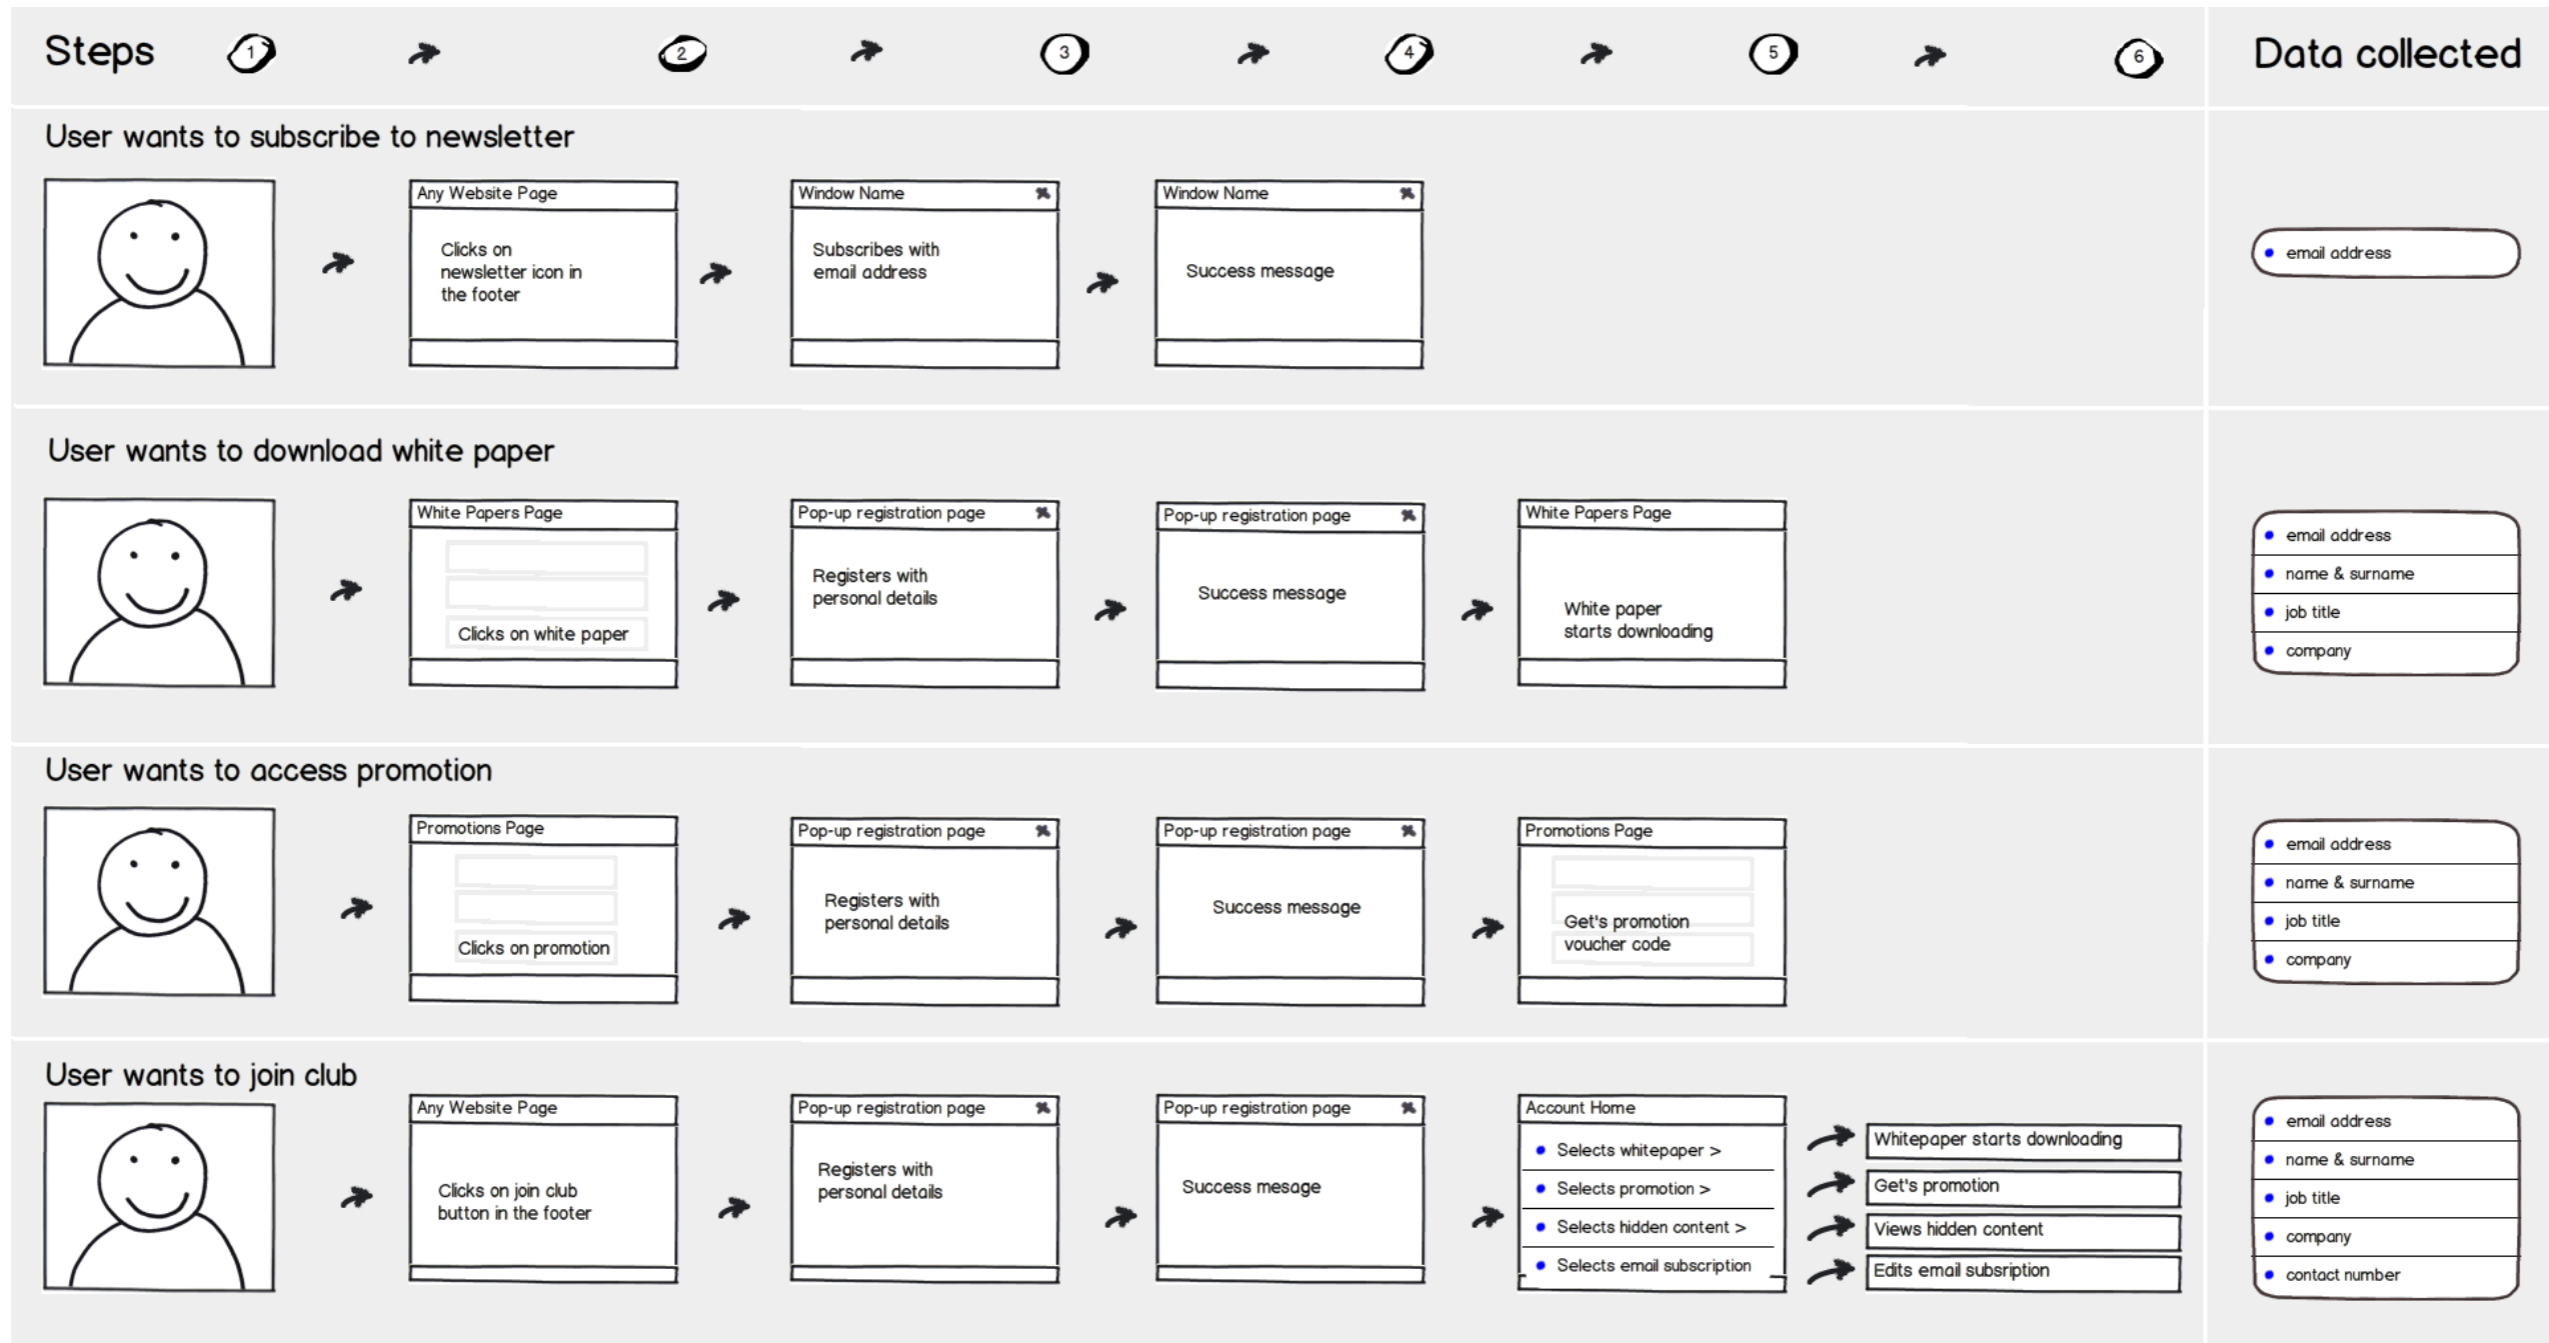 Steps 1 2 3 4 5 6 Data collected
User wants to subscribe to newsletter
Any Website Page
Clicks on
newsletter icon in
the footer
Window Name
Subscribes with
email address
Window Name
Success message
email address
User wants to download white paper
White Papers Page
Clicks on white paper
Pop-up registration page
Registers with
personal details
Pop-up registration page
Success message
White Papers Page
White paper
starts downloading
email address
name & surname
job title
company
User wants to access promotion
Promotions Page
Clicks on promotion
Pop-up registration page
Registers with
personal details
Pop-up registration page
Success message
Promotions Page
Get's promotion
voucher code
email address
name & surname
job title
company
User wants to join club
Any Website Page
Clicks on join club
button in the footer
Pop-up registration page
Registers with
personal details
Pop-up registration page
Success mesage
Account Home
Selects whitepaper >
Selects promotion >
Selects hidden content >
Selects email subscription
Whitepaper starts downloading
Get's promotion
Views hidden content
Edits email subsription
email address
name & surname
job title
company
contact number